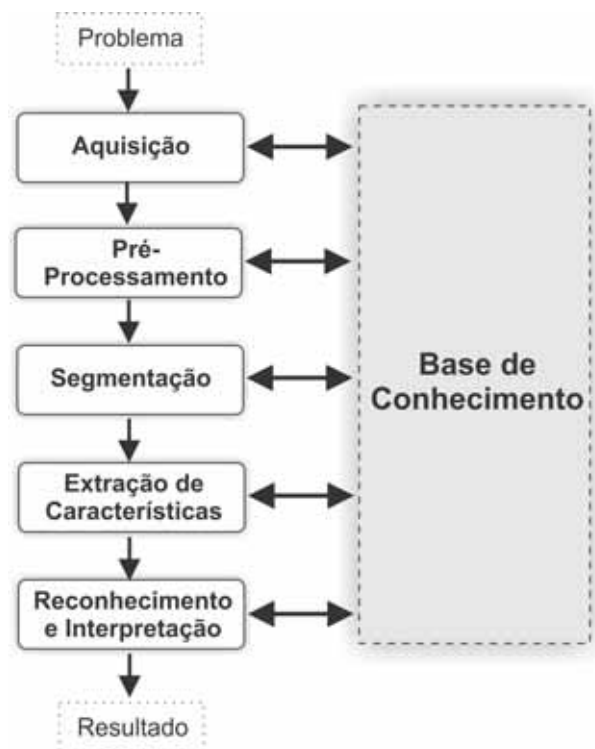 Problema
Aquisição
Pré-
Processamento
Segmentação
Extração de
Características
Reconhecimento
e Interpretação
Resultado
Base de
Conhecimento